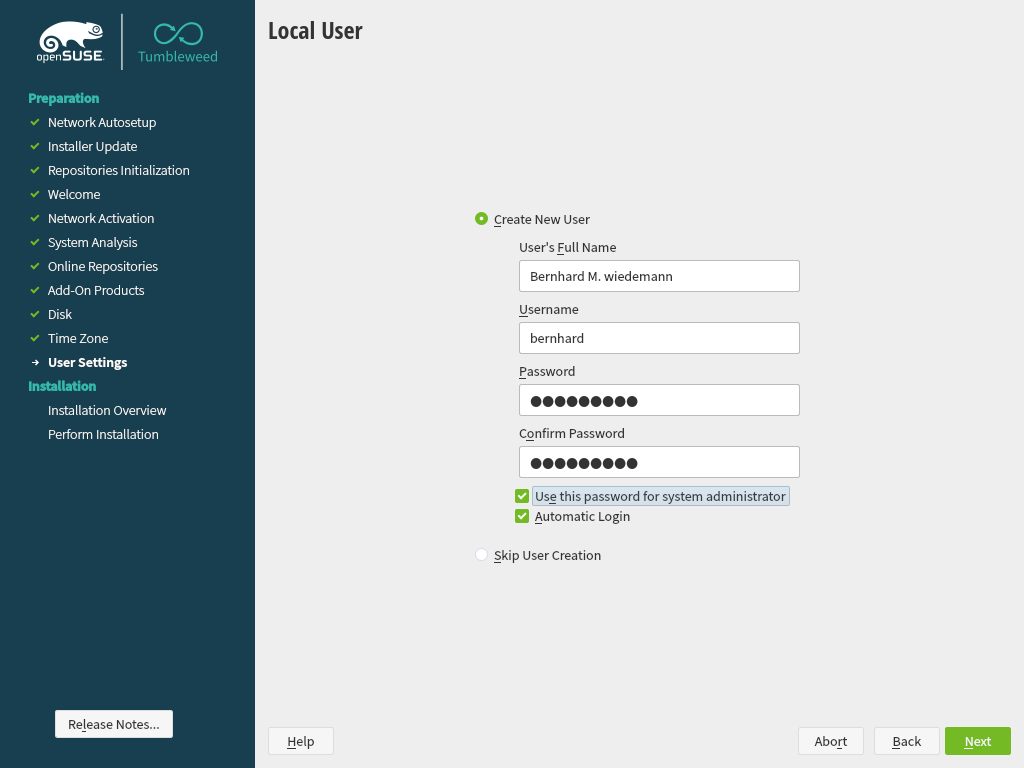 openSUSE
Tumbleweed
Preparation
Network Autosetup
Installer Update
Repositories Initialization
Welcome
Network Activation
System Analysis
Online Repositories
Add-On Products
Disk
Time Zone
User Settings
Installation
Installation Overview
Perform Installation
Release Notes...
Local User
Create New User
User's Full Name
Bernhard M. wiedemann
Username
bernhard
Password
●●●●●●●●●
Confirm Password
●●●●●●●●●
Use this password for system administrator
Automatic Login
Skip User Creation
Help
Abort
Back
Next